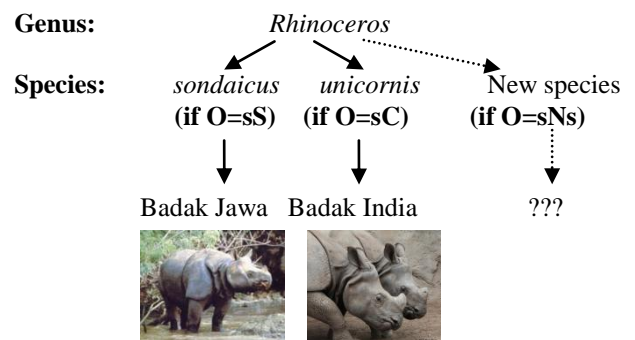 Genus: Rhinoceros
Species: sondaicus unicornis New species
(if O=sS) (if O=sC) (if O=sNs)
Badak Jawa Badak India ???